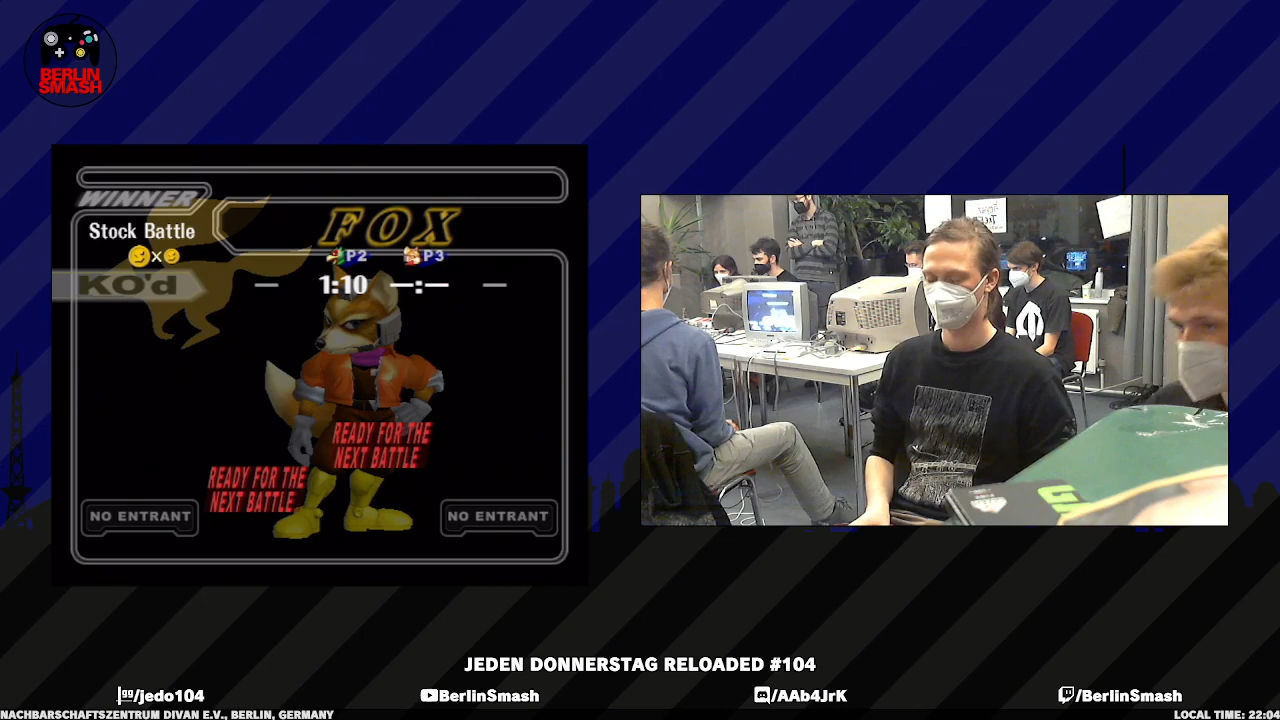 BERLIN
SMASH
WINNER
FOX
Stock Battle
P2
P3
x
KO'd
1:10
READY FOR THE
NEXT BATTLE
READY FOR THE
NEXT BATTLE
NO ENTRANT
NO ENTRANT
JEDEN DONNERSTAG RELOADED #104
gg/jedo104
BerlinSmash
/AAb4JrK
/BerlinSmash
NACHBARSCHAFTSZENTRUM DIVAN E.V., BERLIN, GERMANY
LOCAL TIME: 22:04